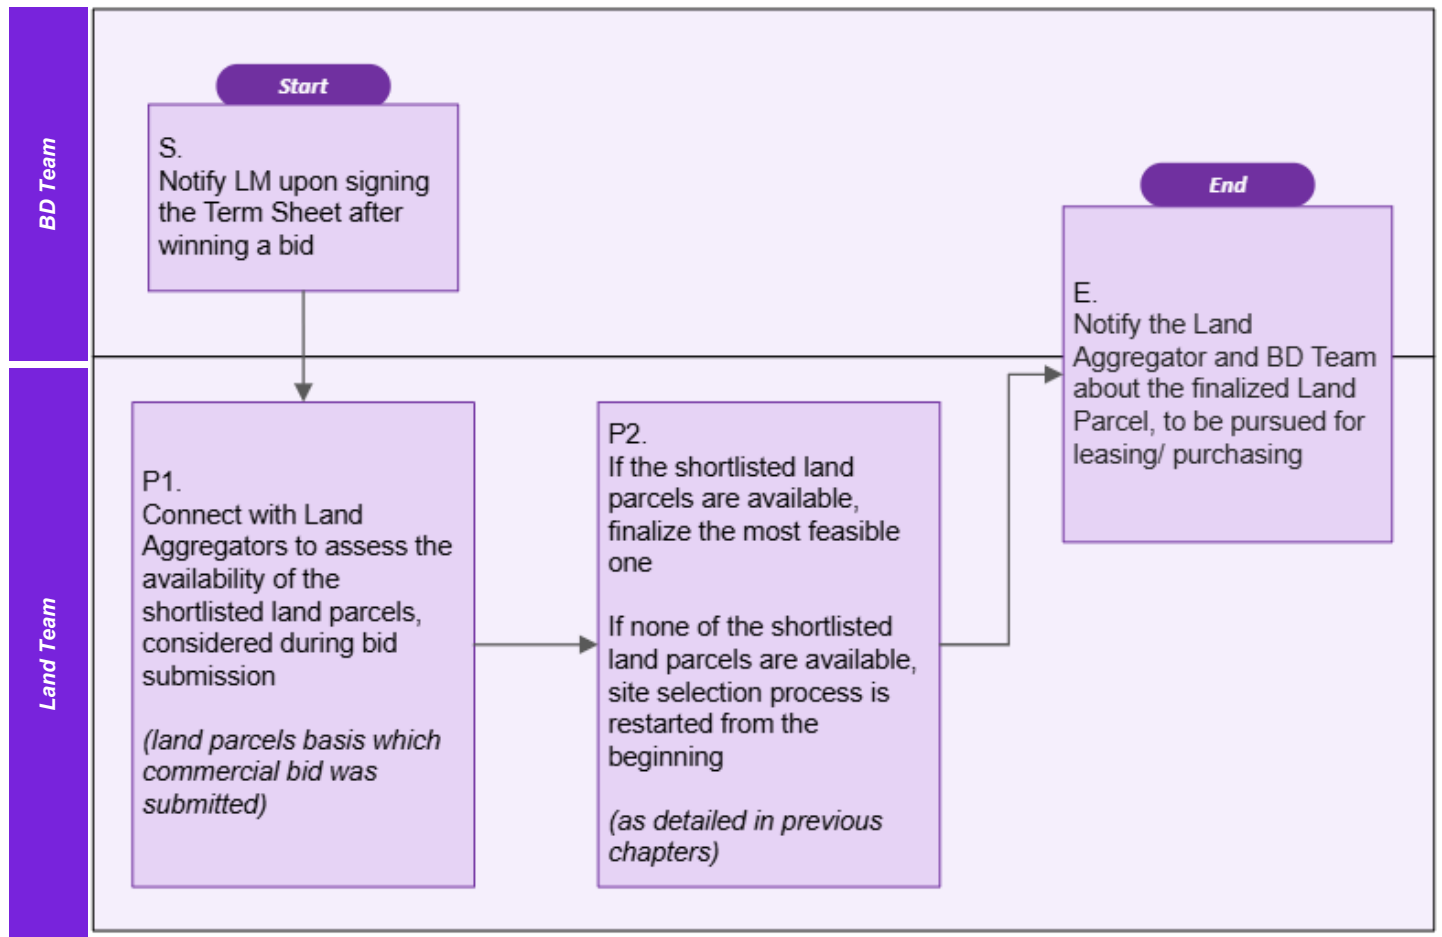 BD Team
Start
S.
Notify LM upon signing
the Term Sheet after
winning a bid
End
E.
Notify the Land
Aggregator and BD Team
about the finalized Land
Parcel, to be pursued for
leasing/ purchasing
Land Team
P1.
Connect with Land
Aggregators to assess the
availability of the
shortlisted land parcels,
considered during bid
submission
(land parcels basis which
commercial bid was
submitted)
P2.
If the shortlisted land
parcels are available,
finalize the most feasible
one
If none of the shortlisted
land parcels are available,
site selection process is
restarted from the
beginning
(as detailed in previous
chapters)